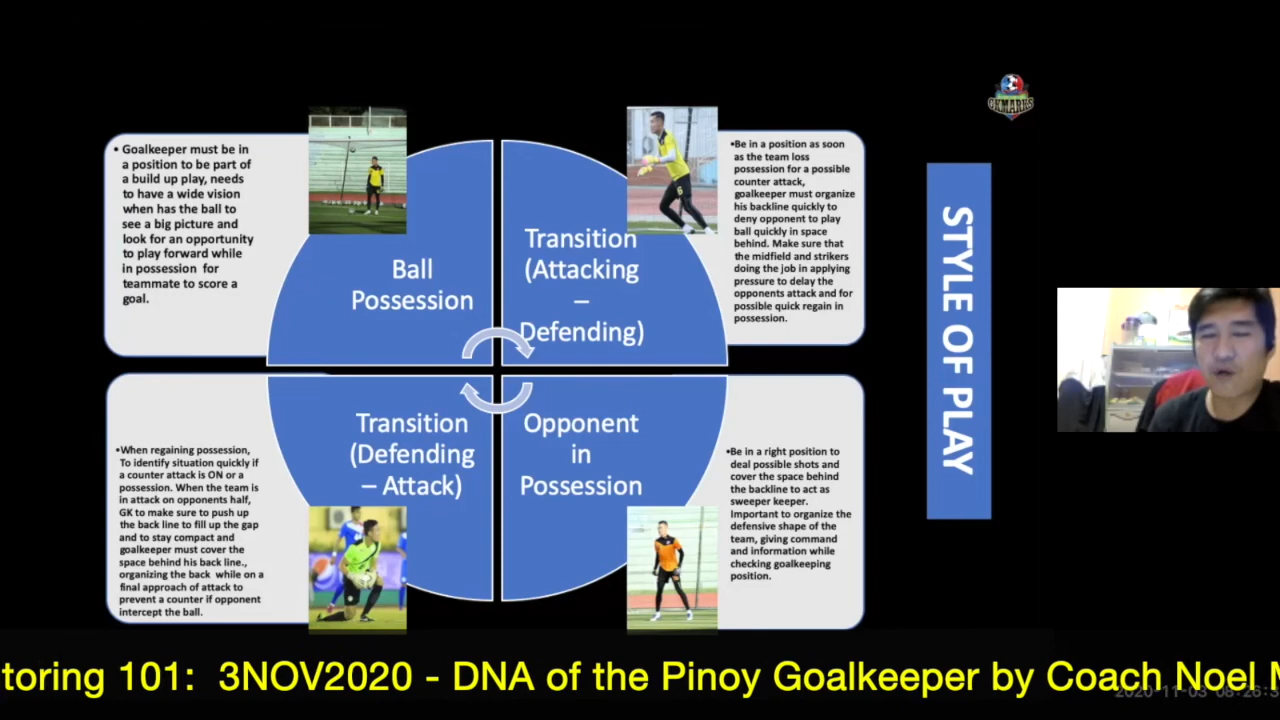 GKMARKS
• Goalkeeper must be in
a position to be part of
a build up play, needs
to have a wide vision
when has the ball to
see a big picture and
look for an opportunity
to play forward while
in possession for
teammate to score a
goal.
Ball
Possession
Transition
(Attacking
–
Defending)
•Be in a position as soon
as the team loss
possession for a possible
counter attack,
goalkeeper must organize
his backline quickly to
deny opponent to play
ball quickly in space
behind. Make sure that
the midfield and strikers
doing the job in applying
pressure to delay the
opponents attack and for
possible quick regain in
possession.
STYLE OF PLAY
•When regaining possession,
To identify situation quickly if
a counter attack is ON or a
possession. When the team is
in attack on opponents half,
GK to make sure to push up
the back line to fill up the gap
and to stay compact and
goalkeeper must cover the
space behind his back line.,
organizing the back while on a
final approach of attack to
prevent a counter if opponent
intercept the ball.
Transition
(Defending
– Attack)
Opponent
in
Possession
•Be in a right position to
deal possible shots and
cover the space behind
the backline to act as
sweeper keeper.
Important to organize the
defensive shape of the
team, giving command
and information while
checking goalkeeping
position.
toring 101: 3NOV2020 - DNA of the Pinoy Goalkeeper by Coach Noel M